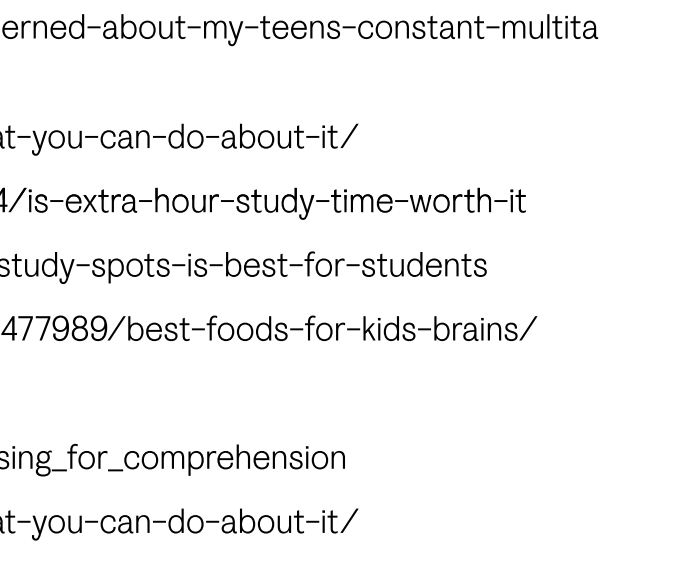 erned-about-my-teens-constant-multita
at-you-can-do-about-it/
4/is-extra-hour-study-time-worth-it
study-spots-is-best-for-students
477989/best-foods-for-kids-brains/
sing_for_comprehension
at-you-can-do-about-it/